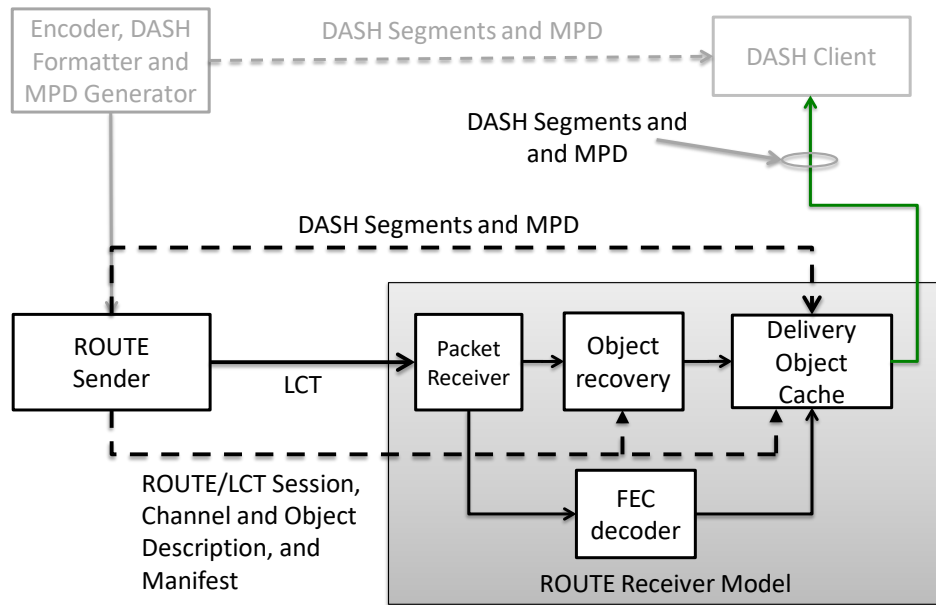 Encoder, DASH
Formatter and
MPD Generator
DASH Segments and MPD
DASH Client
DASH Segments and
and MPD
DASH Segments and MPD
ROUTE
Sender
LCT
Packet
Receiver
Object
recovery
Delivery
Object
Cache
ROUTE/LCT Session,
Channel and Object
Description, and
Manifest
FEC
decoder
ROUTE Receiver Model